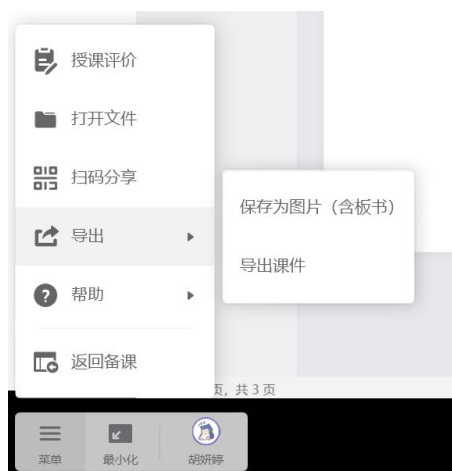 授课评价
打开文件
扫码分享
导出
保存为图片（含板书）
导出课件
帮助
返回备课
页，共 3 页
菜单
最小化
胡妍婷